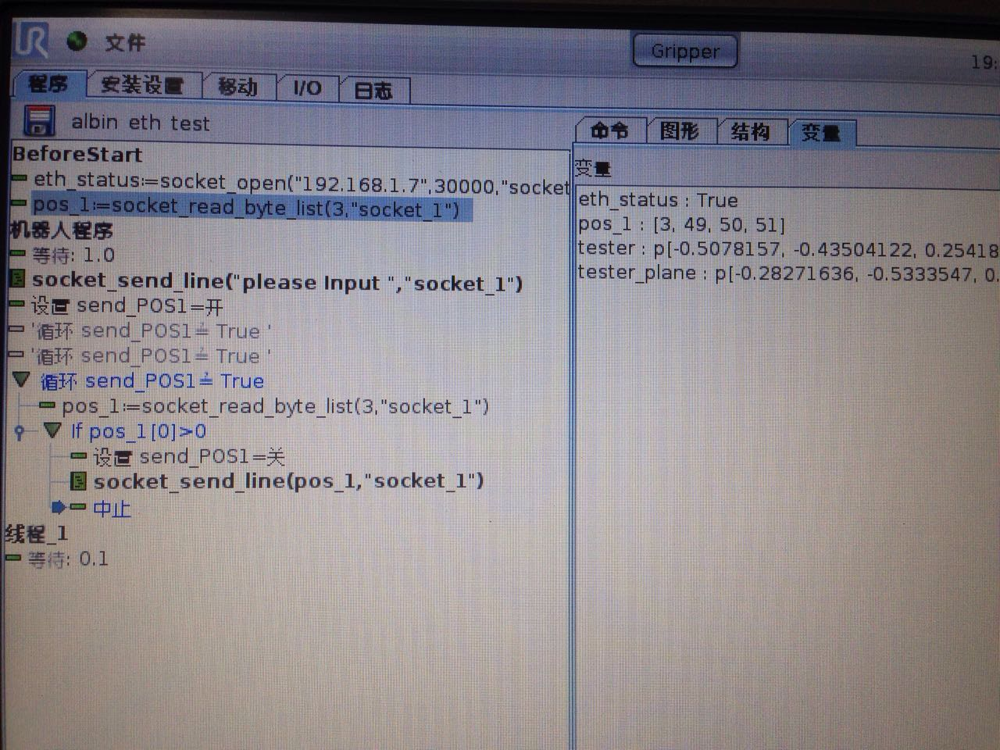 UR 文件 Gripper 19:
程序 安装设置 移动 I/O 日志
albin eth test
BeforeStart
eth_status≔socket_open("192.168.1.7",30000,"socket
pos_1≔socket_read_byte_list(3,"socket_1")
机器人程序
等待: 1.0
socket_send_line("please Input ","socket_1")
设置 send_POS1=开
'循环 send_POS1≟ True '
'循环 send_POS1≟ True '
循环 send_POS1≟ True
pos_1≔socket_read_byte_list(3,"socket_1")
If pos_1[0]>0
设置 send_POS1=关
socket_send_line(pos_1,"socket_1")
中止
线程_1
等待: 0.1
命令 图形 结构 变量
变量
eth_status : True
pos_1 : [3, 49, 50, 51]
tester : p[-0.5078157, -0.43504122, 0.25418
tester_plane : p[-0.28271636, -0.5333547, 0.